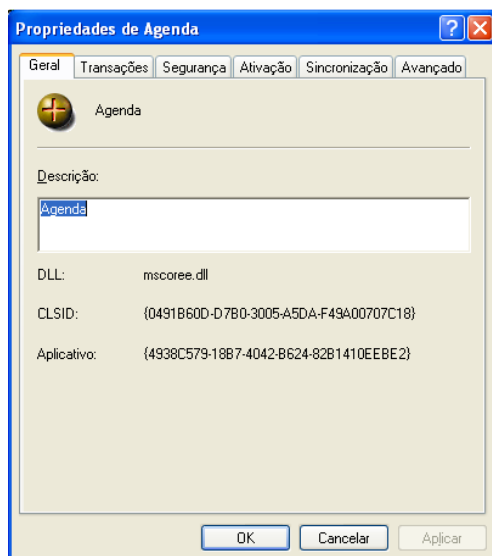 Propriedades de Agenda
Geral Transações Segurança Ativação Sincronização Avançado
Agenda
Descrição:
Agenda
DLL: mscoree.dll
CLSID: {0491B60D-D7B0-3005-A5DA-F49A00707C18}
Aplicativo: {4938C579-18B7-4042-B624-82B1410EEBE2}
OK Cancelar Aplicar